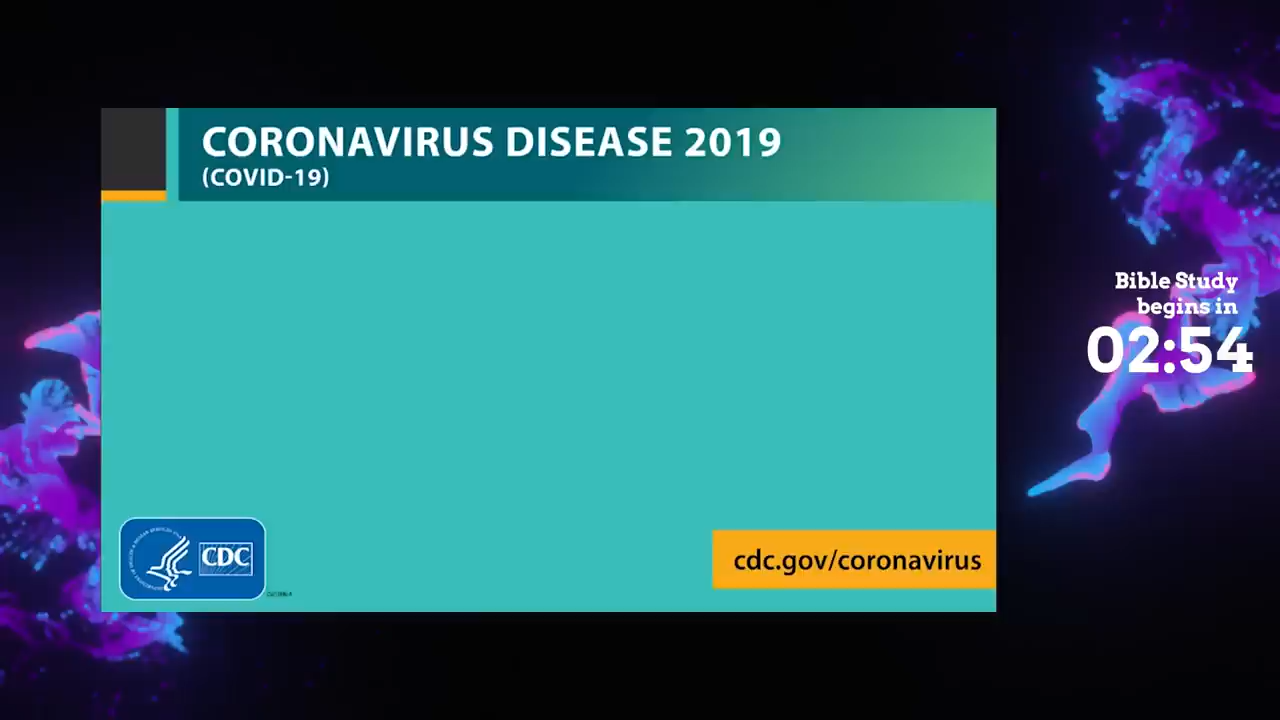 CORONAVIRUS DISEASE 2019
(COVID-19)
Bible Study
begins in
02:54
CDC
cdc.gov/coronavirus